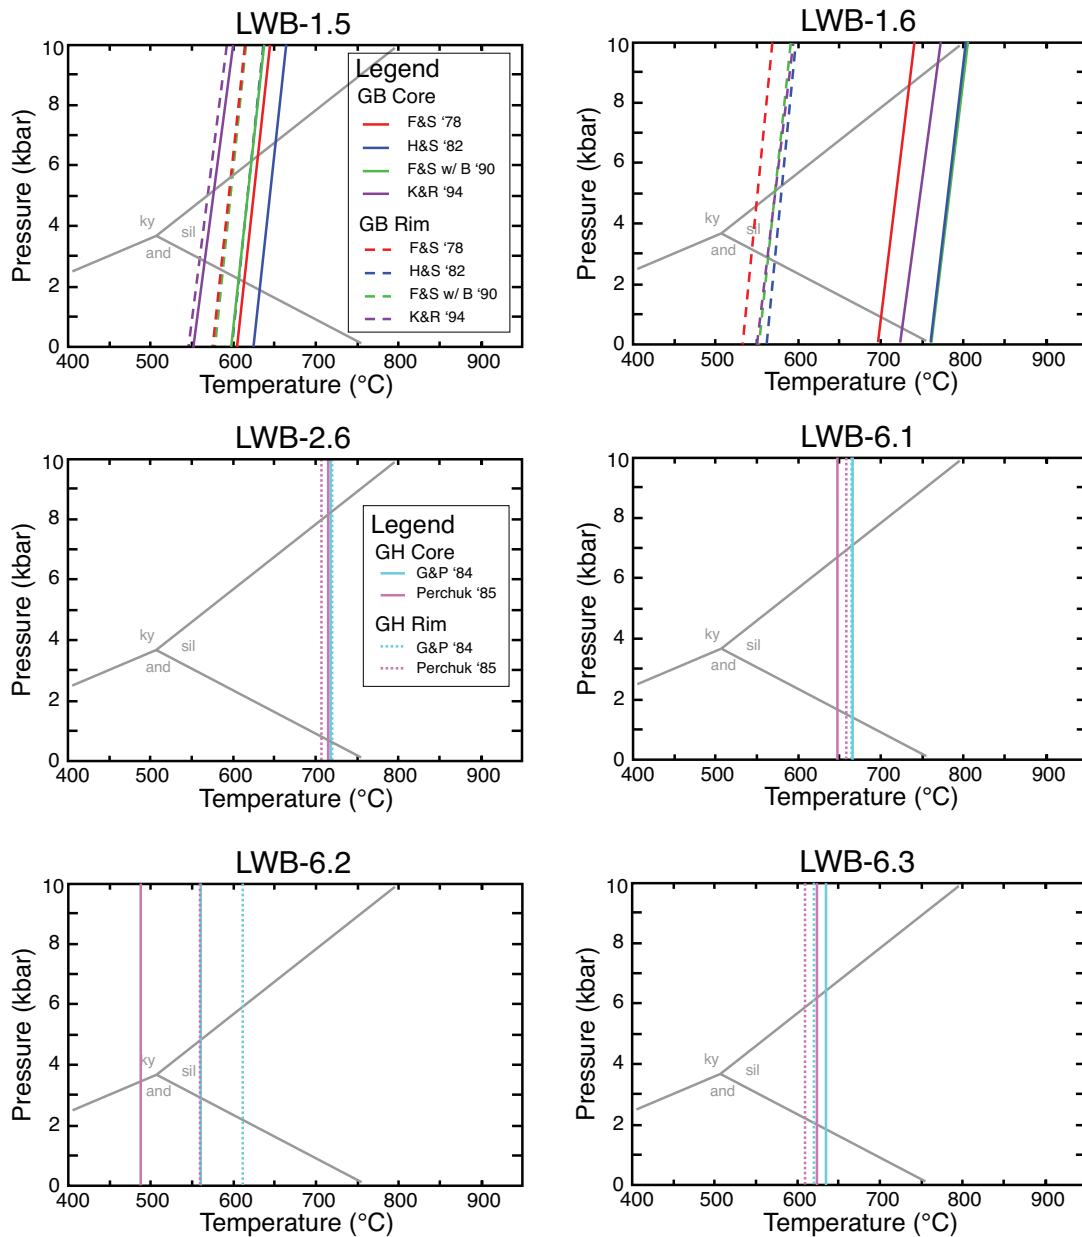 LWB-1.5
10
8
6
4
2
0
Pressure (kbar)
ky
sil
and
Legend
GB Core
F&S ‘78
H&S ‘82
F&S w/ B ‘90
K&R ‘94
GB Rim
F&S ‘78
H&S ‘82
F&S w/ B ‘90
K&R ‘94
400 500 600 700 800 900
Temperature (°C)
LWB-1.6
10
8
6
4
2
0
Pressure (kbar)
ky
sil
and
400 500 600 700 800 900
Temperature (°C)
LWB-2.6
10
8
6
4
2
0
Pressure (kbar)
ky
sil
and
Legend
GH Core
G&P ‘84
Perchuk ‘85
GH Rim
G&P ‘84
Perchuk ‘85
400 500 600 700 800 900
Temperature (°C)
LWB-6.1
10
8
6
4
2
0
Pressure (kbar)
ky
sil
and
400 500 600 700 800 900
Temperature (°C)
LWB-6.2
10
8
6
4
2
0
Pressure (kbar)
ky
sil
and
400 500 600 700 800 900
Temperature (°C)
LWB-6.3
10
8
6
4
2
0
Pressure (kbar)
ky
sil
and
400 500 600 700 800 900
Temperature (°C)